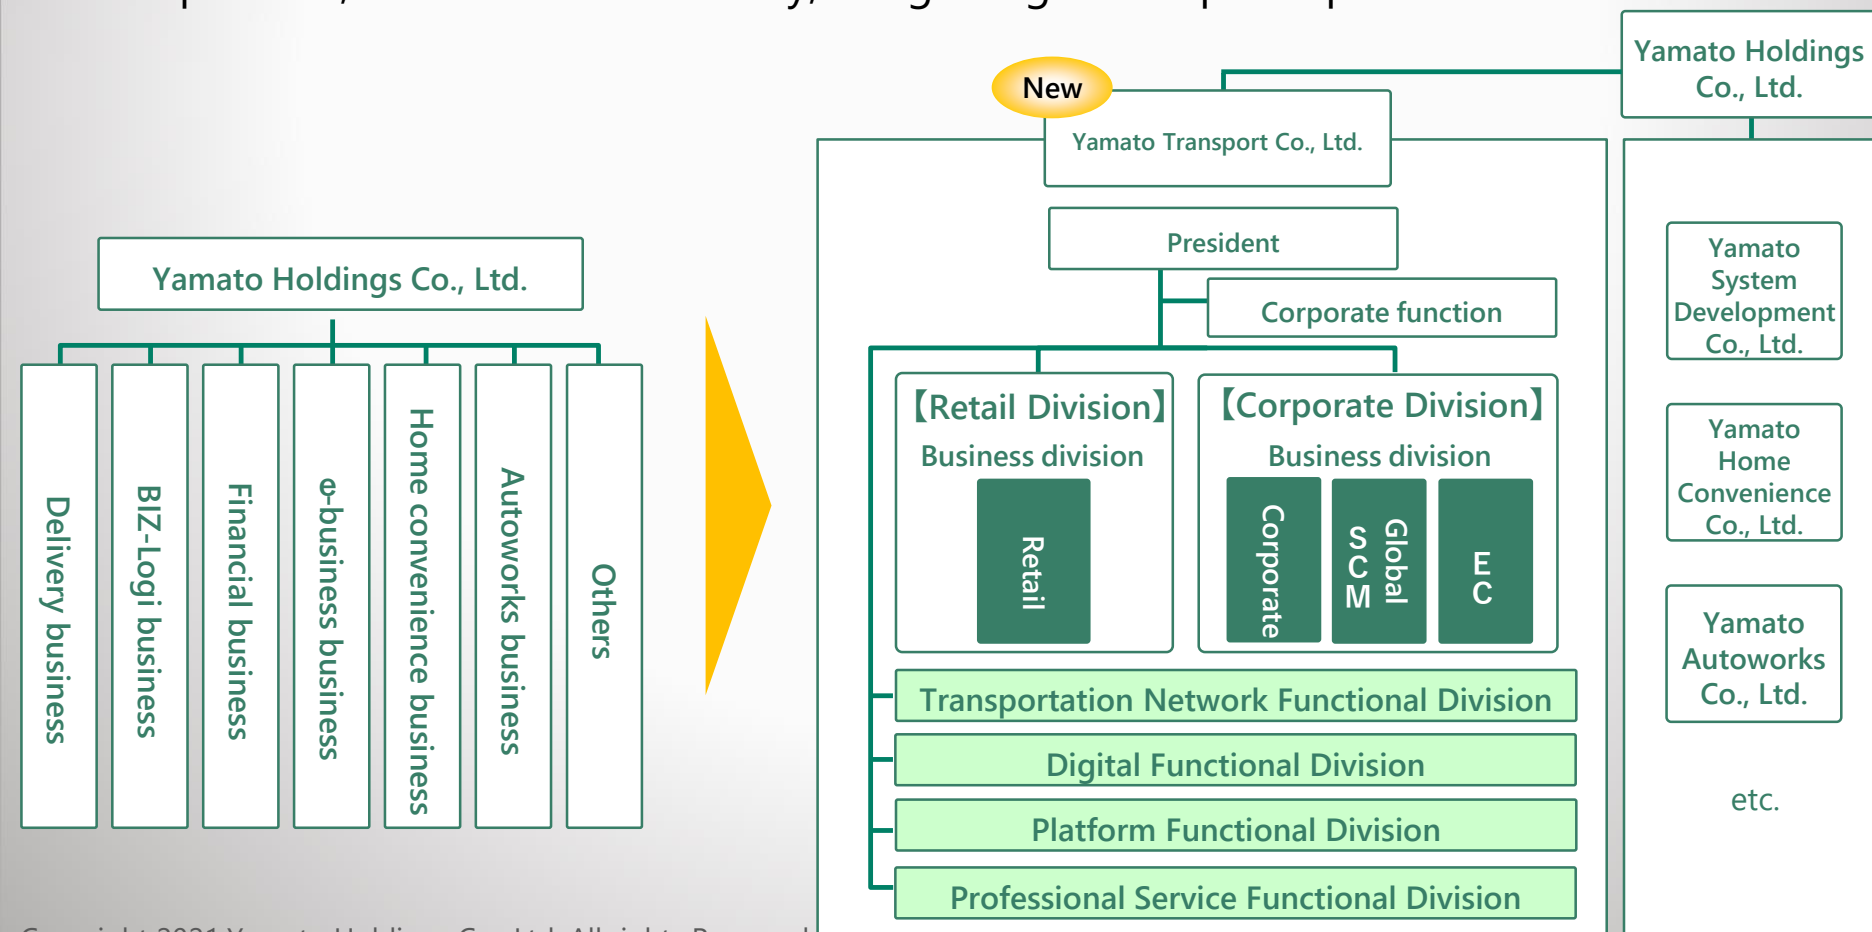 Yamato Holdings Co., Ltd.
Delivery business
BIZ-Logi business
Financial business
e-business business
Home convenience business
Autoworks business
Others
New
Yamato Transport Co., Ltd.
President
Corporate function
【Retail Division】
Business division
Retail
【Corporate Division】
Business division
Corporate
Global
SCM
EC
Transportation Network Functional Division
Digital Functional Division
Platform Functional Division
Professional Service Functional Division
Yamato Holdings
Co., Ltd.
Yamato
System
Development
Co., Ltd.
Yamato
Home
Convenience
Co., Ltd.
Yamato
Autoworks
Co., Ltd.
etc.